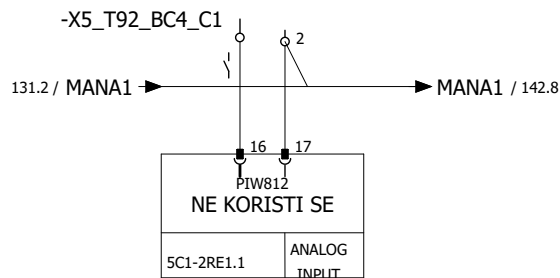 -X5_T92_BC4_C1
2
131.2 / MANA1
MANA1 / 142.8
16
17
PIW812
NE KORISTI SE
5C1-2RE1.1
ANALOG
INPUT